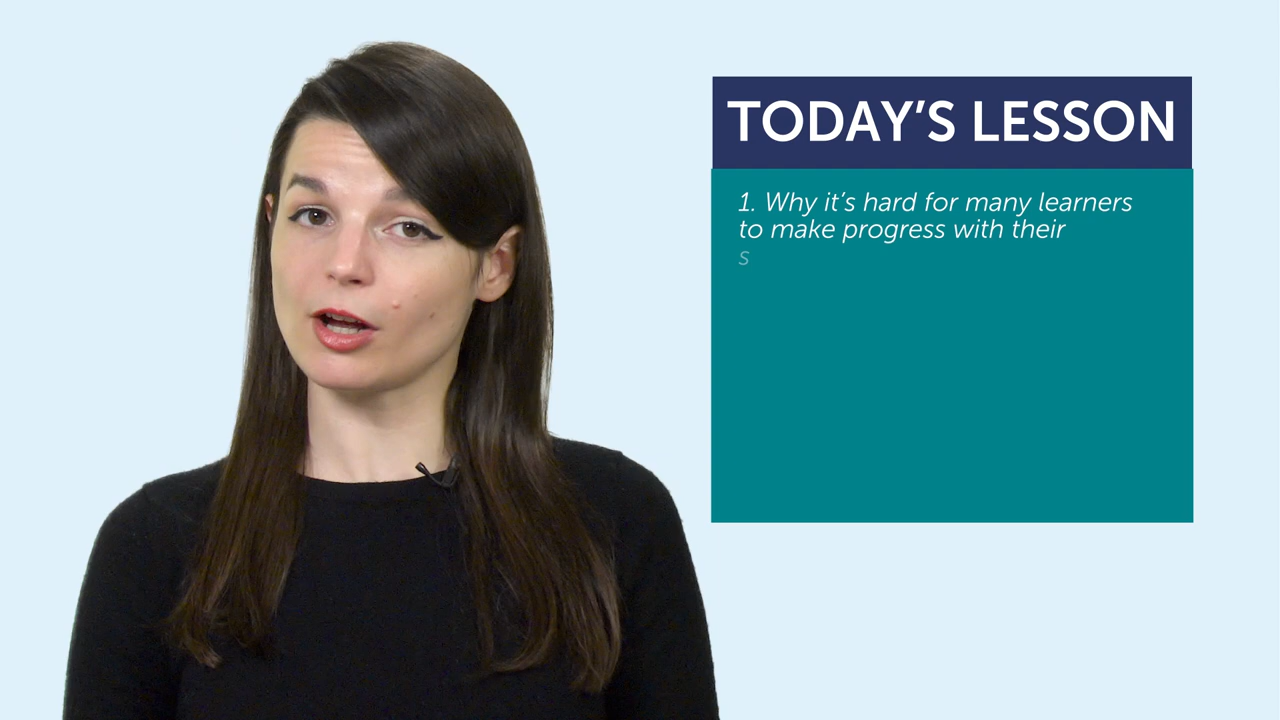 TODAY’S LESSON
1. Why it’s hard for many learners
to make progress with their
s